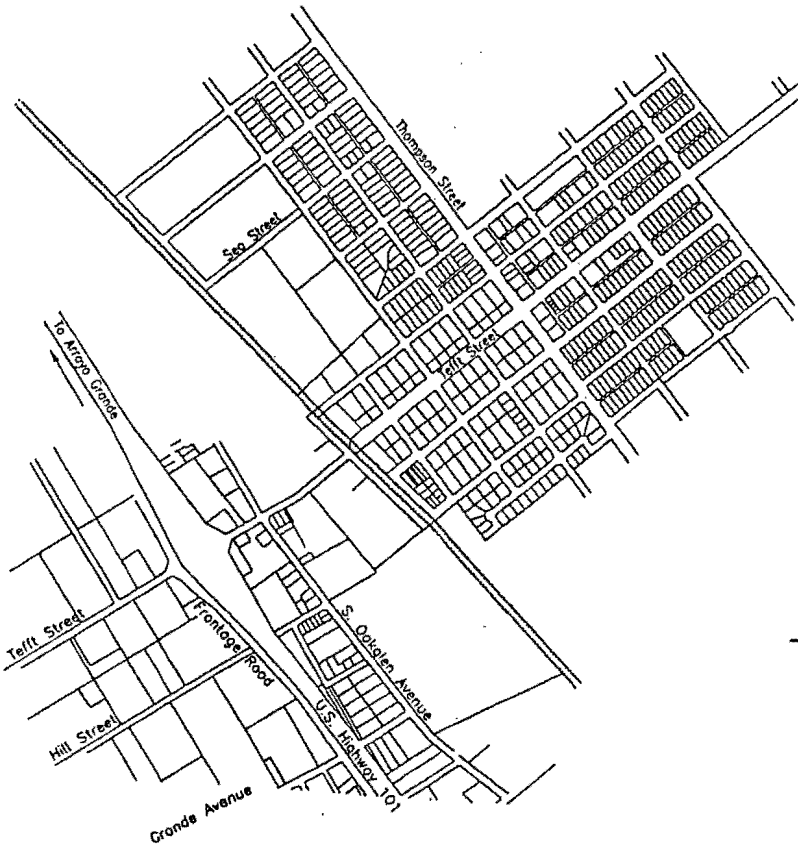 Thompson Street
Sea Street
Tefft Street
To Arroyo Grande
Tefft Street
Frontage Road
S. Oakglen Avenue
Hill Street
U.S. Highway 101
Grande Avenue